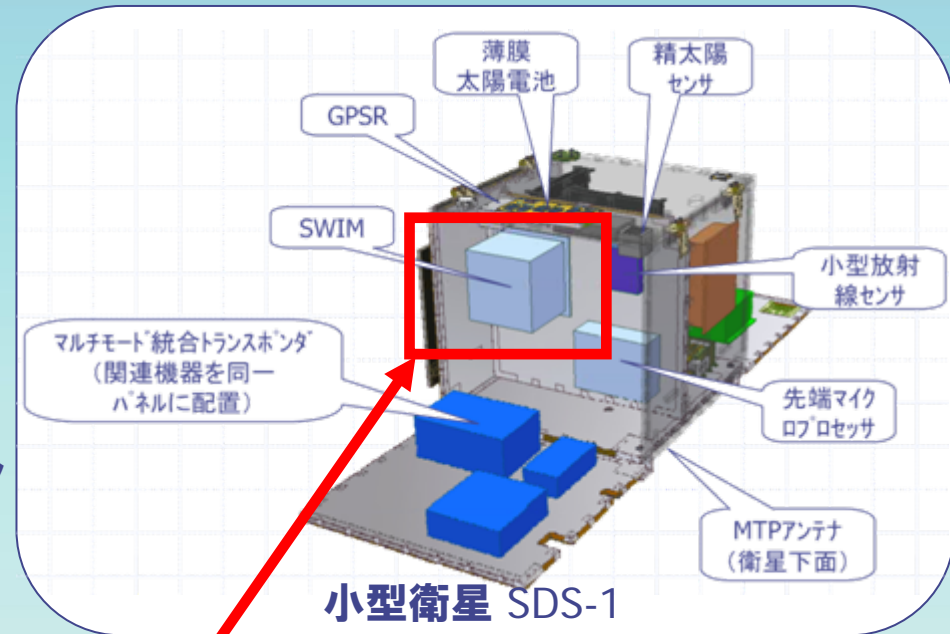 薄膜
太陽電池
精太陽
センサ
GPSR
SWIM
小型放射
線センサ
マルチモード統合トランスポンダ
(関連機器を同一
パネルに配置)
先端マイク
ロプロセッサ
MTPアンテナ
(衛星下面)
小型衛星 SDS-1